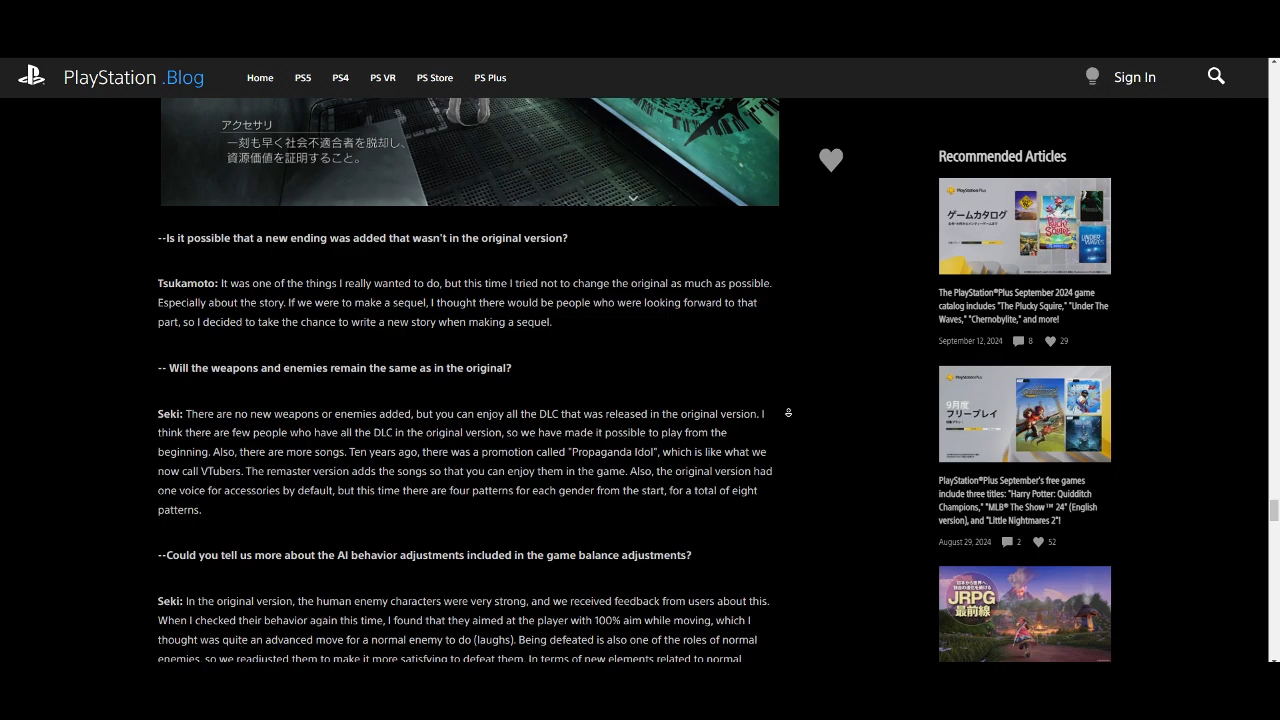 PlayStation .Blog
Home
PS5
PS4
PS VR
PS Store
PS Plus
Sign In
アクセサリ
一刻も早く社会不適合者を脱却し、
資源価値を証明すること。
--Is it possible that a new ending was added that wasn't in the original version?
Tsukamoto: It was one of the things I really wanted to do, but this time I tried not to change the original as much as possible.
Especially about the story. If we were to make a sequel, I thought there would be people who were looking forward to that
part, so I decided to take the chance to write a new story when making a sequel.
-- Will the weapons and enemies remain the same as in the original?
Seki: There are no new weapons or enemies added, but you can enjoy all the DLC that was released in the original version. I
think there are few people who have all the DLC in the original version, so we have made it possible to play from the
beginning. Also, there are more songs. Ten years ago, there was a promotion called "Propaganda Idol", which is like what we
now call VTubers. The remaster version adds the songs so that you can enjoy them in the game. Also, the original version had
one voice for accessories by default, but this time there are four patterns for each gender from the start, for a total of eight
patterns.
--Could you tell us more about the AI behavior adjustments included in the game balance adjustments?
Seki: In the original version, the human enemy characters were very strong, and we received feedback from users about this.
When I checked their behavior again this time, I found that they aimed at the player with 100% aim while moving, which I
thought was quite an advanced move for a normal enemy to do (laughs). Being defeated is also one of the roles of normal
enemies, so we readjusted them to make it more satisfying to defeat them. In terms of new elements related to normal
Recommended Articles
PlayStation Plus
ゲームカタログ
UNDER THE WAVES
The PlayStation®Plus September 2024 game
catalog includes "The Plucky Squire," "Under The
Waves," "Chernobylite," and more!
September 12, 2024
8
29
PlayStation Plus
9月度
フリープレイ
PlayStation®Plus September's free games
include three titles: "Harry Potter: Quidditch
Champions," "MLB® The Show ™ 24" (English
version), and "Little Nightmares 2"!
August 29, 2024
2
52
日本から世界へ。
JRPG
最前線